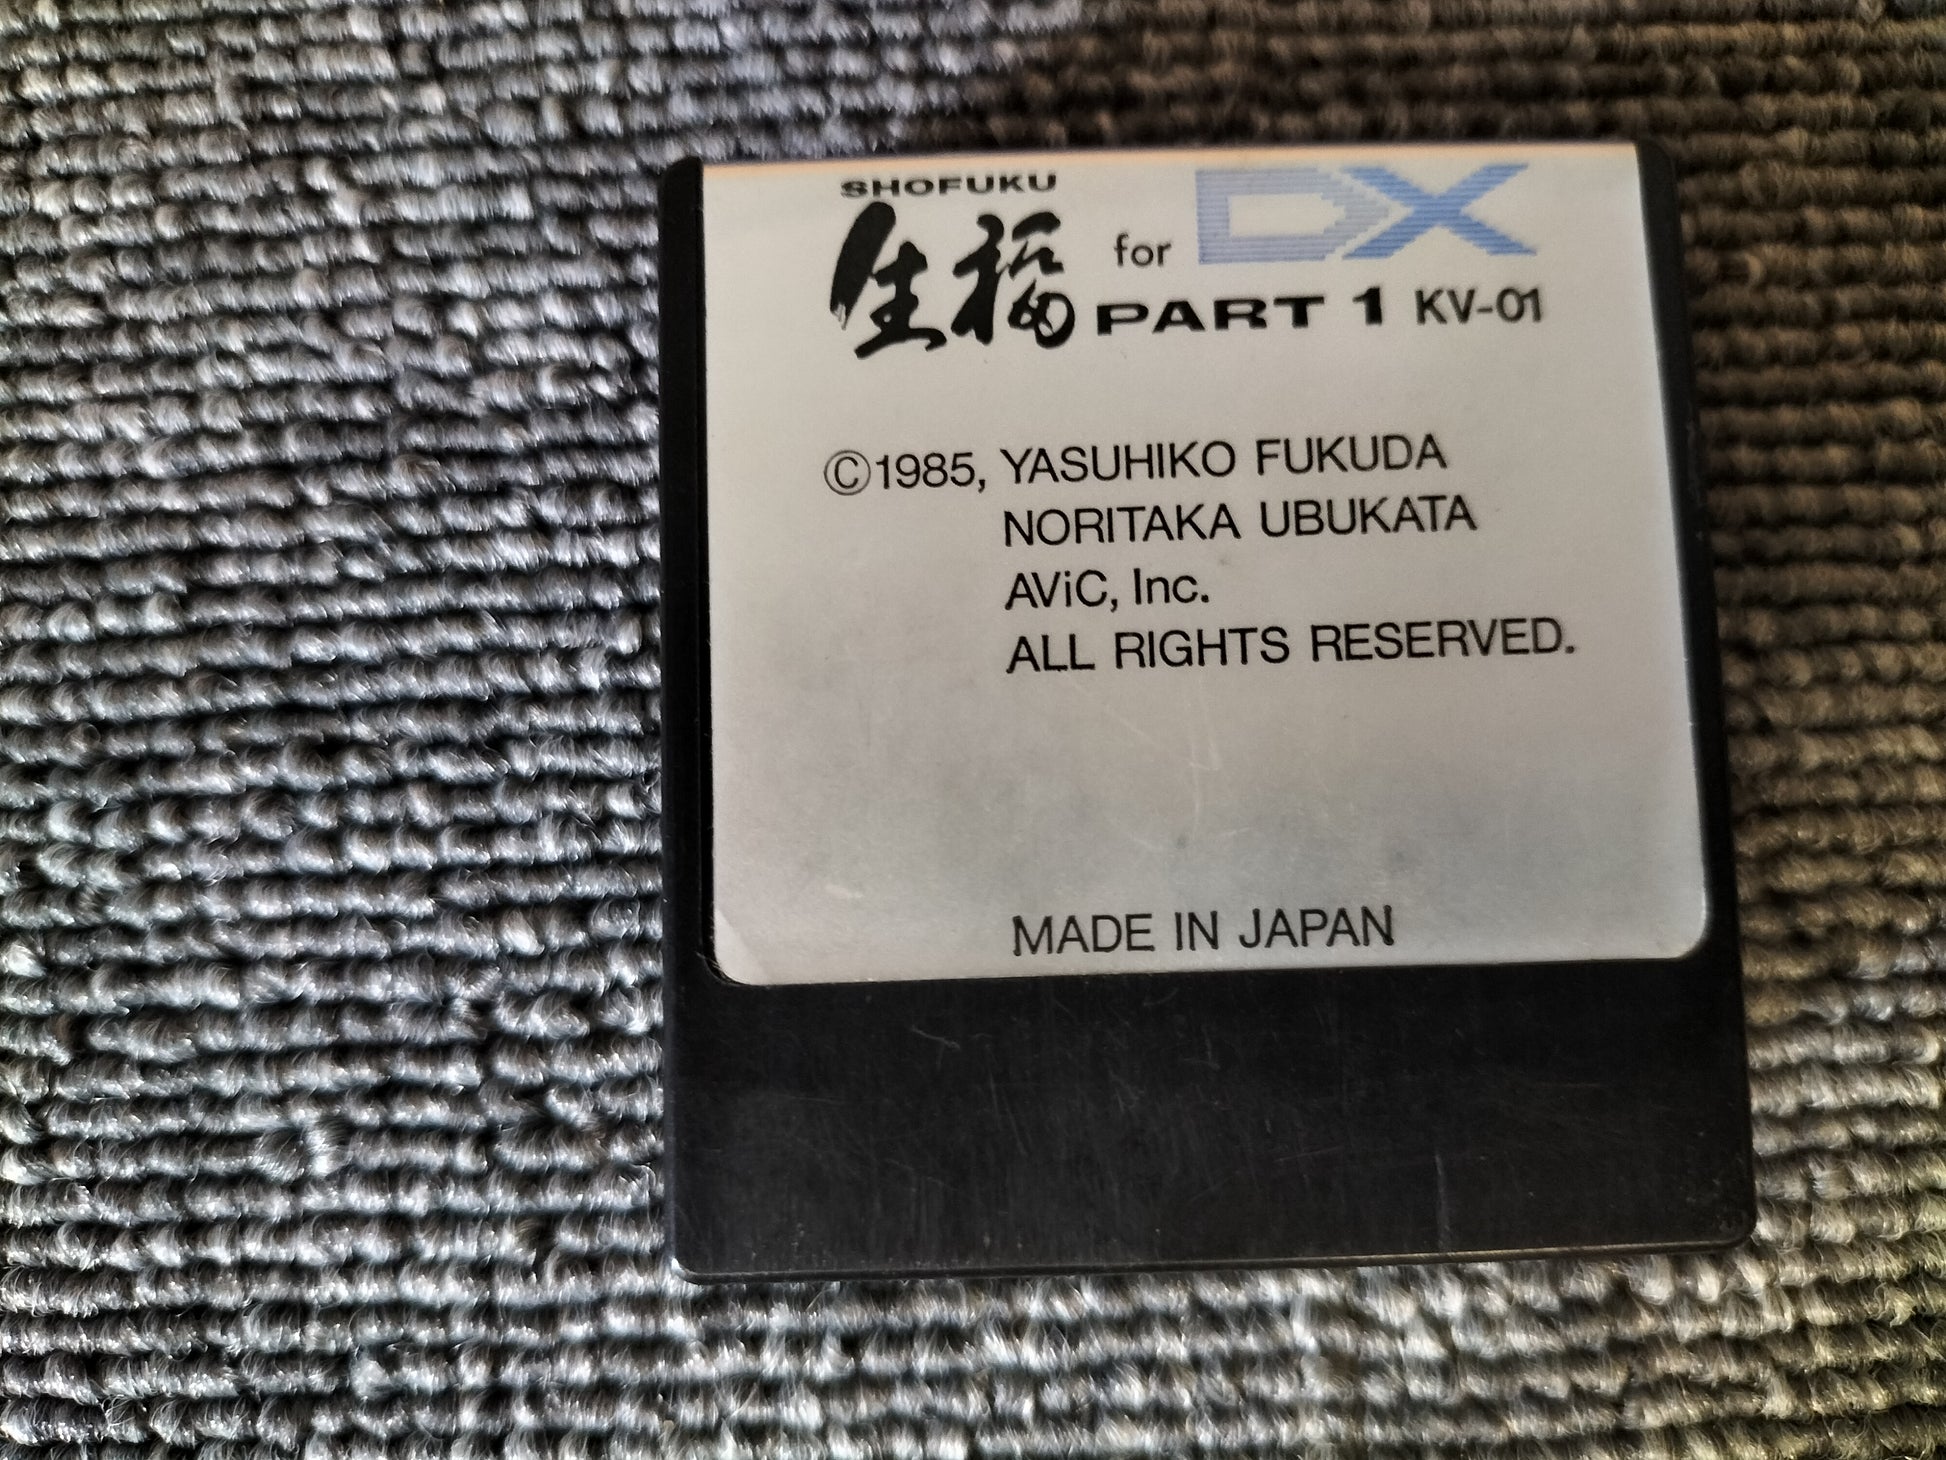 SHOFUKU
生福 for DX
PART 1 KV-01
©1985, YASUHIKO FUKUDA
NORITAKA UBUKATA
AViC, Inc.
ALL RIGHTS RESERVED.
MADE IN JAPAN